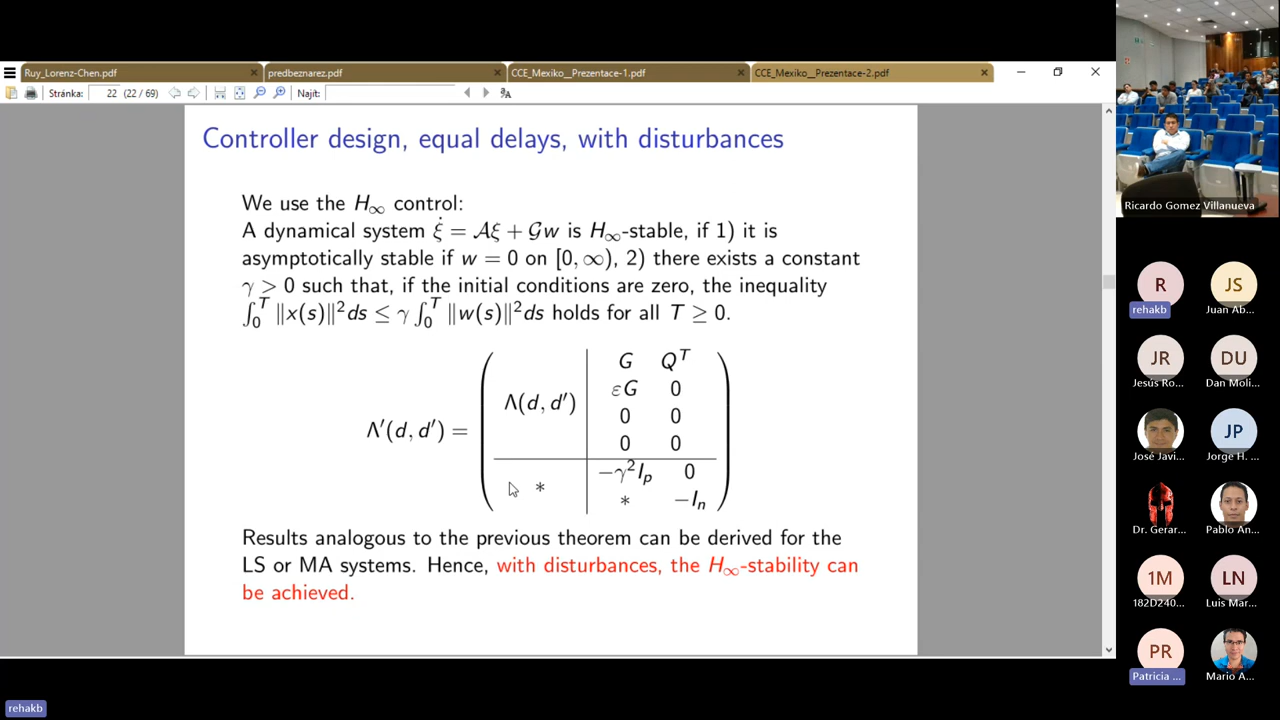 Ruy_Lorenz-Chen.pdf
predbeznarez.pdf
CCE_Mexiko__Prezentace-1.pdf
CCE_Mexiko__Prezentace-2.pdf
Stránka: 22 (22 / 69)
Najít:
Controller design, equal delays, with disturbances
We use the H∞ control:
A dynamical system ξ̇ = 𝒜ξ + 𝒢w is H∞-stable, if 1) it is
asymptotically stable if w = 0 on [0, ∞), 2) there exists a constant
γ > 0 such that, if the initial conditions are zero, the inequality
∫₀ᵀ ‖x(s)‖²ds ≤ γ ∫₀ᵀ ‖w(s)‖²ds holds for all T ≥ 0.
G Qᵀ
εG 0
Λ(d, d′)
0 0
Λ′(d, d′) =
0 0
−γ²Iₚ 0
*
* −Iₙ
Results analogous to the previous theorem can be derived for the
LS or MA systems. Hence, with disturbances, the H∞-stability can
be achieved.
Ricardo Gomez Villanueva
R
rehakb
JS
Juan Ab...
JR
Jesús Ro...
DU
Dan Moli...
José Javi...
JP
Jorge H. ...
Dr. Gerar...
Pablo An...
1M
182D240...
LN
Luis Mar...
PR
Patricia ...
Mario A...
rehakb